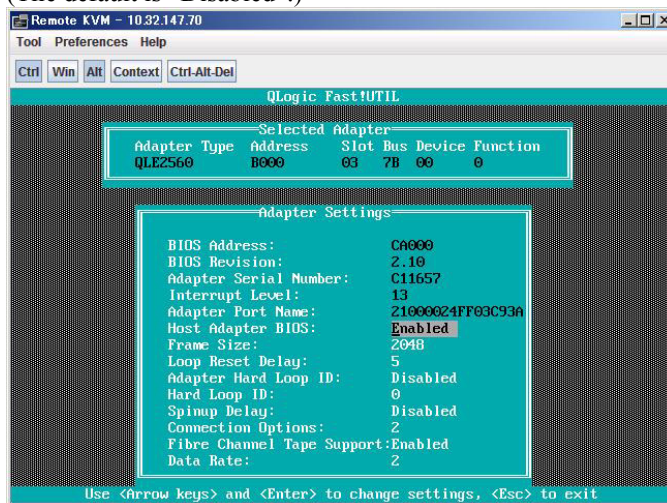 (The default is "Disabled".)
Remote KVM - 10.32.147.70
Tool Preferences Help
Ctrl Win Alt Context Ctrl-Alt-Del
QLogic Fast!UTIL
Selected Adapter
Adapter Type Address Slot Bus Device Function
QLE2560 B000 03 7B 00 0
Adapter Settings
BIOS Address: CA000
BIOS Revision: 2.10
Adapter Serial Number: C11657
Interrupt Level: 13
Adapter Port Name: 21000024FF03C93A
Host Adapter BIOS: Enabled
Frame Size: 2048
Loop Reset Delay: 5
Adapter Hard Loop ID: Disabled
Hard Loop ID: 0
Spinup Delay: Disabled
Connection Options: 2
Fibre Channel Tape Support:Enabled
Data Rate: 2
Use <Arrow keys> and <Enter> to change settings, <Esc> to exit